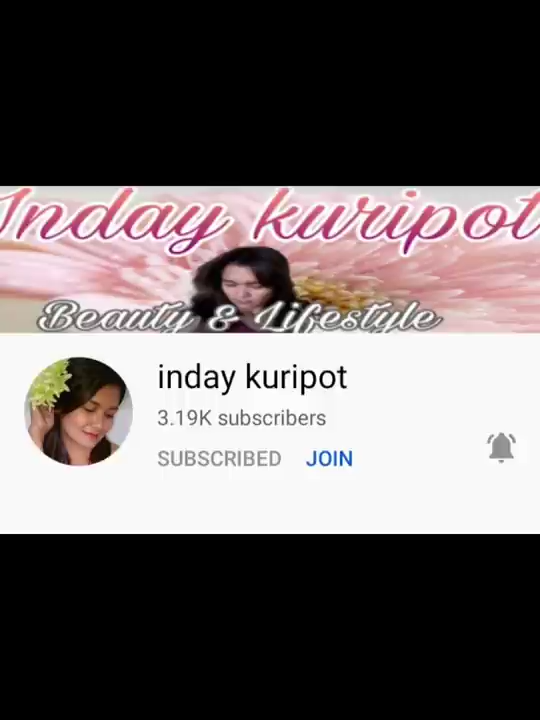 Inday kuripot
Beauty & Lifestyle
inday kuripot
3.19K subscribers
SUBSCRIBED JOIN